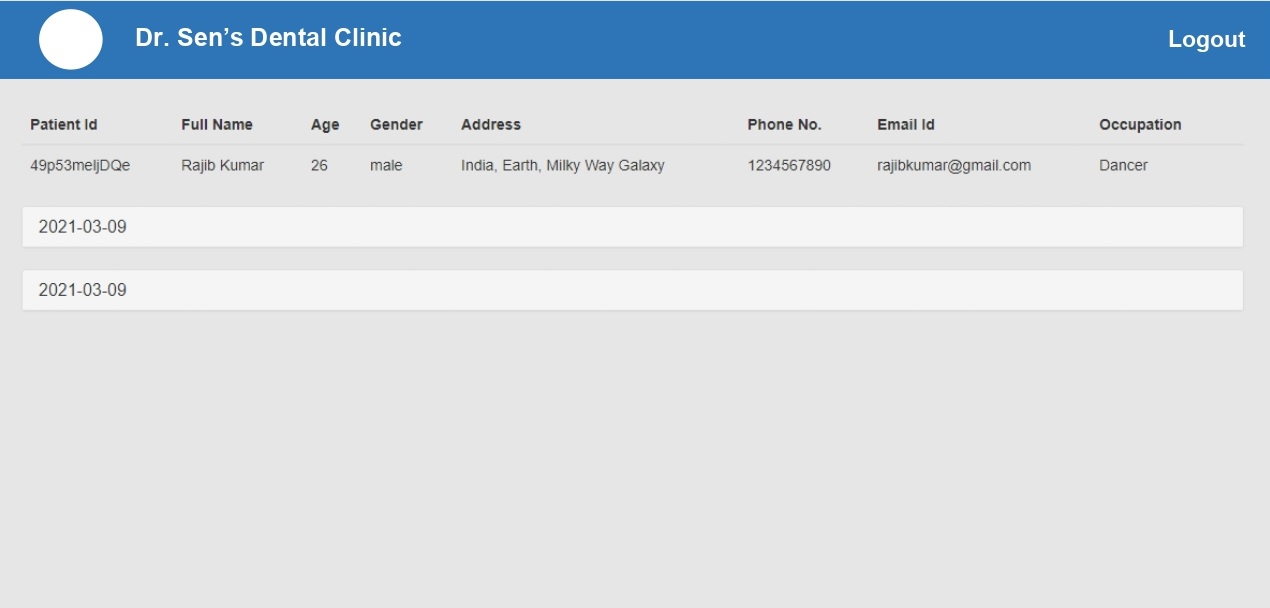 Dr. Sen’s Dental Clinic
Logout
Patient Id Full Name Age Gender Address Phone No. Email Id Occupation
49p53meljDQe Rajib Kumar 26 male India, Earth, Milky Way Galaxy 1234567890 rajibkumar@gmail.com Dancer
2021-03-09
2021-03-09